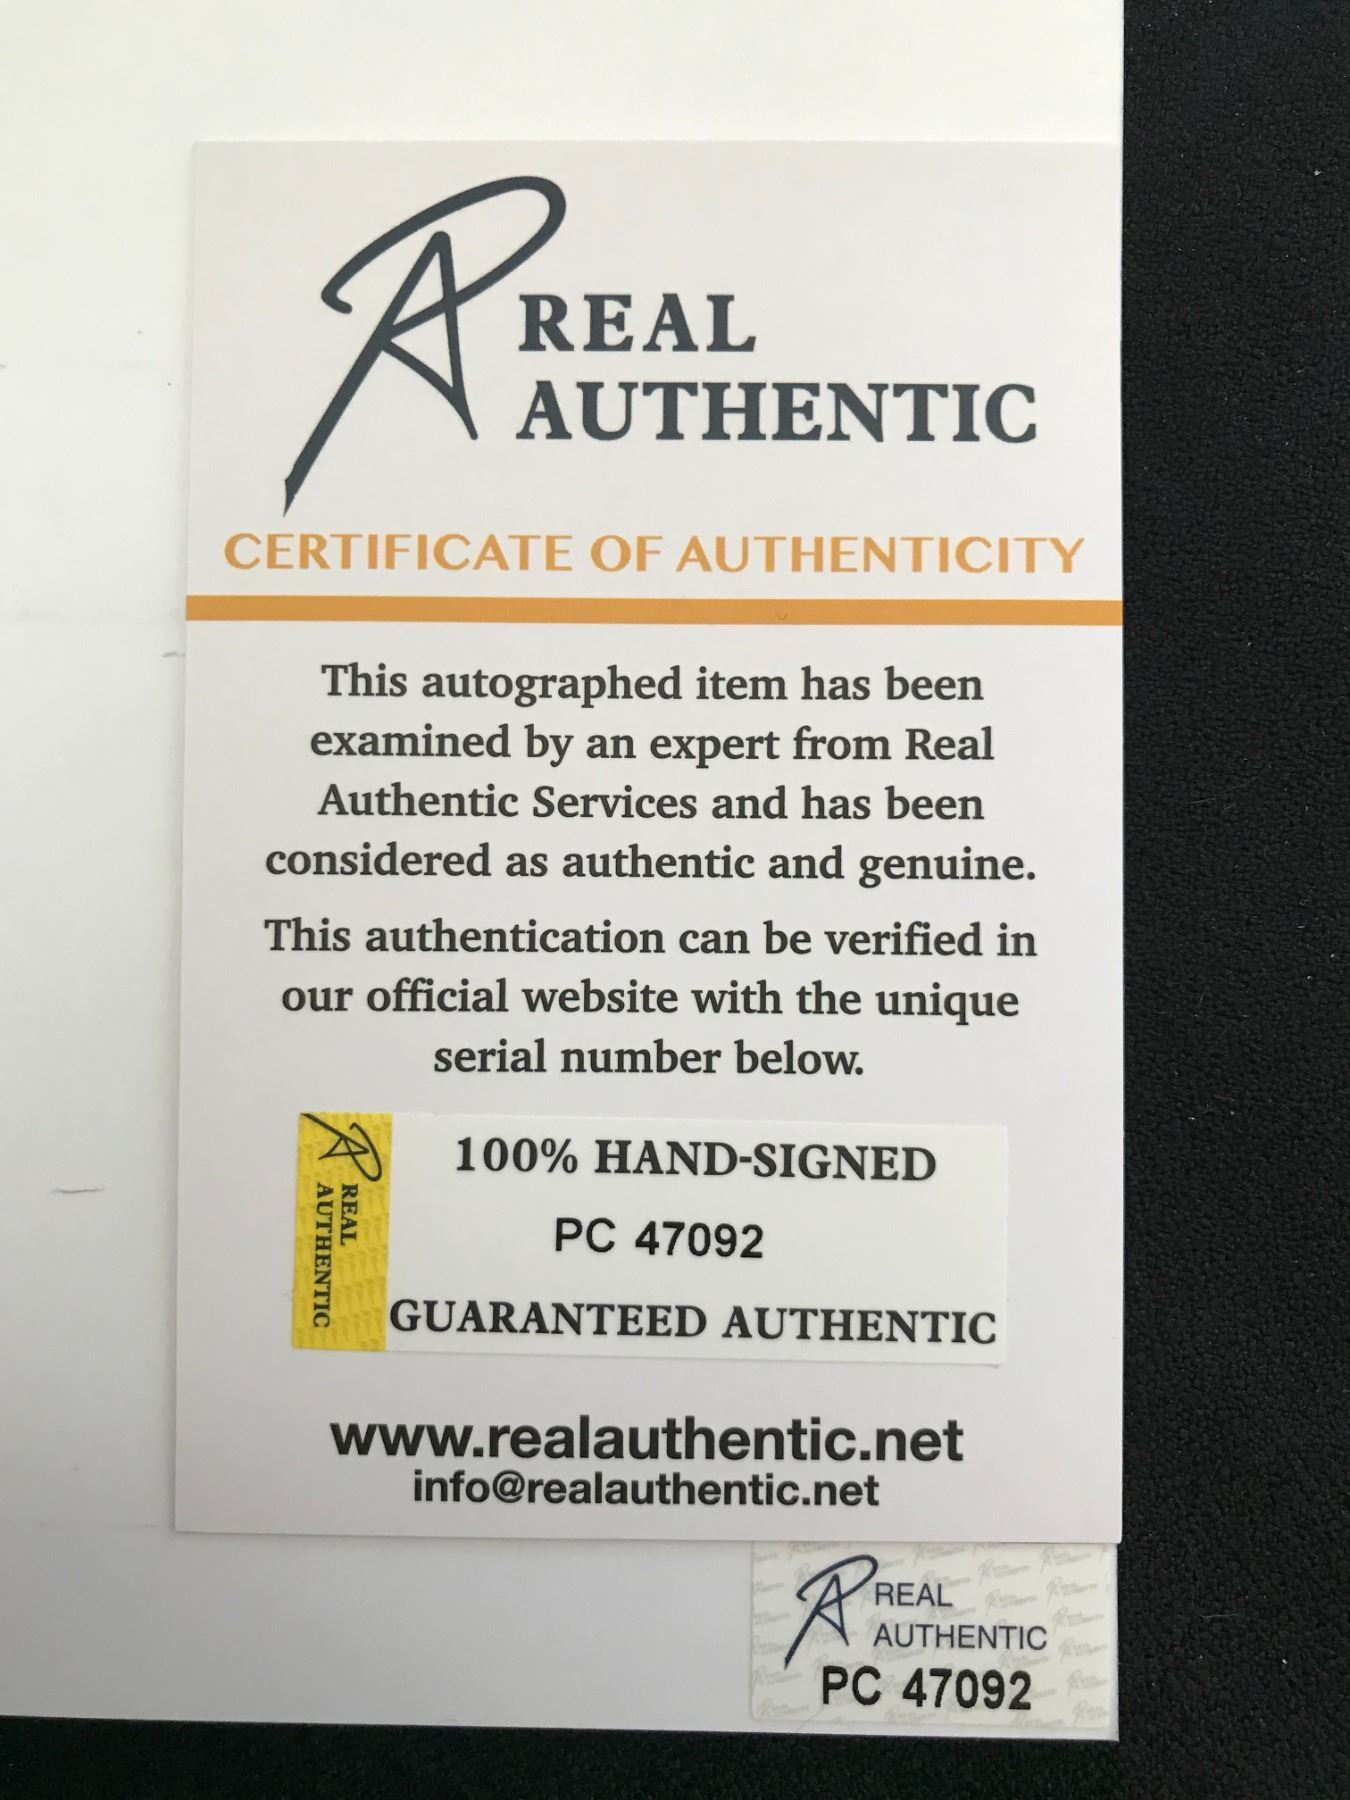 REAL
AUTHENTIC
CERTIFICATE OF AUTHENTICITY
This autographed item has been
examined by an expert from Real
Authentic Services and has been
considered as authentic and genuine.
This authentication can be verified in
our official website with the unique
serial number below.
REAL
AUTHENTIC
100% HAND-SIGNED
PC 47092
GUARANTEED AUTHENTIC
www.realauthentic.net
info@realauthentic.net
REAL
AUTHENTIC
PC 47092